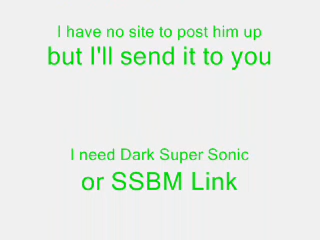 I have no site to post him up
but I'll send it to you
I need Dark Super Sonic
or SSBM Link